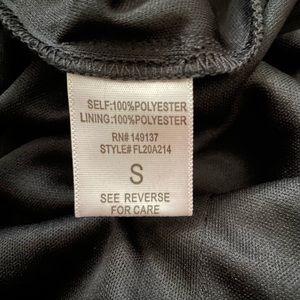 SELF:100%POLYESTER
LINING:100%POLYESTER
RN# 149137
STYLE#FL20A214
S
SEE REVERSE
FOR CARE